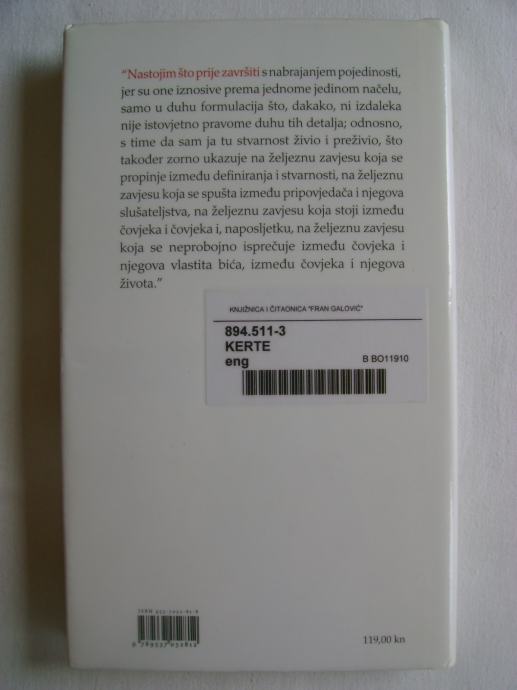 “Nastojim što prije završiti s nabrajanjem pojedinosti,
jer su one iznosive prema jednome jedinom načelu,
samo u duhu formulacija što, dakako, ni izdaleka
nije istovjetno pravome duhu tih detalja; odnosno,
s time da sam ja tu stvarnost živio i preživio, što
također zorno ukazuje na željeznu zavjesu koja se
propinje između definiranja i stvarnosti, na željeznu
zavjesu koja se spušta između pripovjedača i njegova
slušateljstva, na željeznu zavjesu koja stoji između
čovjeka i čovjeka i, naposljetku, na željeznu zavjesu
koja se neprobojno isprečuje između čovjeka i
njegova vlastita bića, između čovjeka i njegova
života.”
KNJIŽNICA I ČITAONICA "FRAN GALOVIĆ"
894.511-3
KERTE
eng
B BO11910
ISBN
119,00 kn